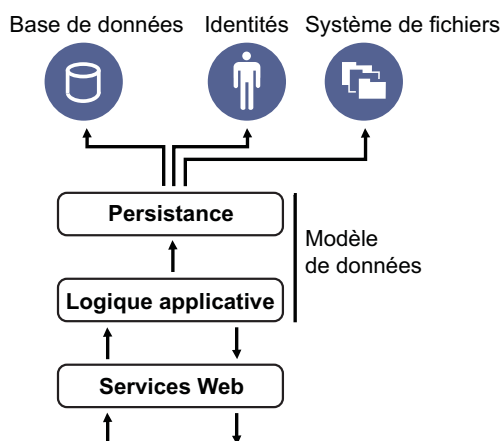 Base de données
Identités
Système de fichiers
Persistance
Modèle
de données
Logique applicative
Services Web